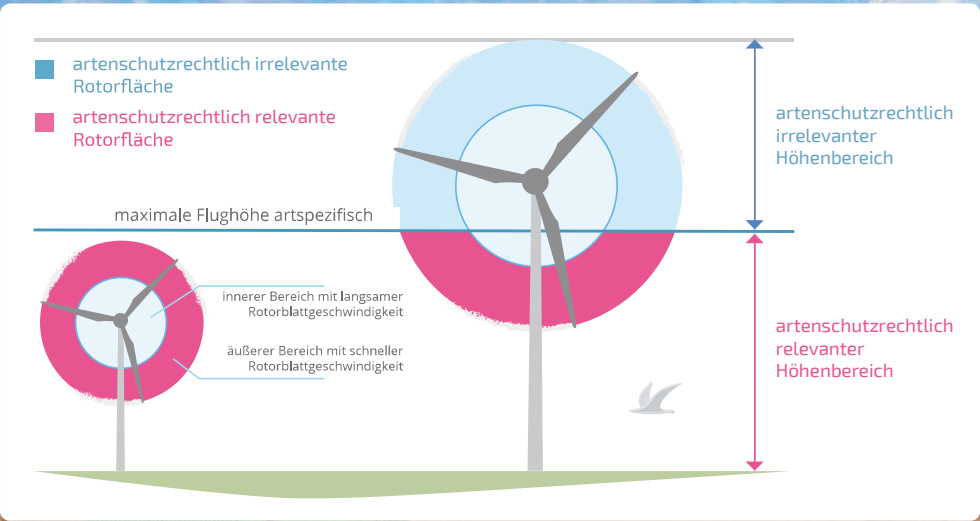 artenschutzrechtlich irrelevante
Rotorfläche
artenschutzrechtlich relevante
Rotorfläche
artenschutzrechtlich
irrelevanter
Höhenbereich
maximale Flughöhe artspezifisch
innerer Bereich mit langsamer
Rotorblattgeschwindigkeit
äußerer Bereich mit schneller
Rotorblattgeschwindigkeit
artenschutzrechtlich
relevanter
Höhenbereich